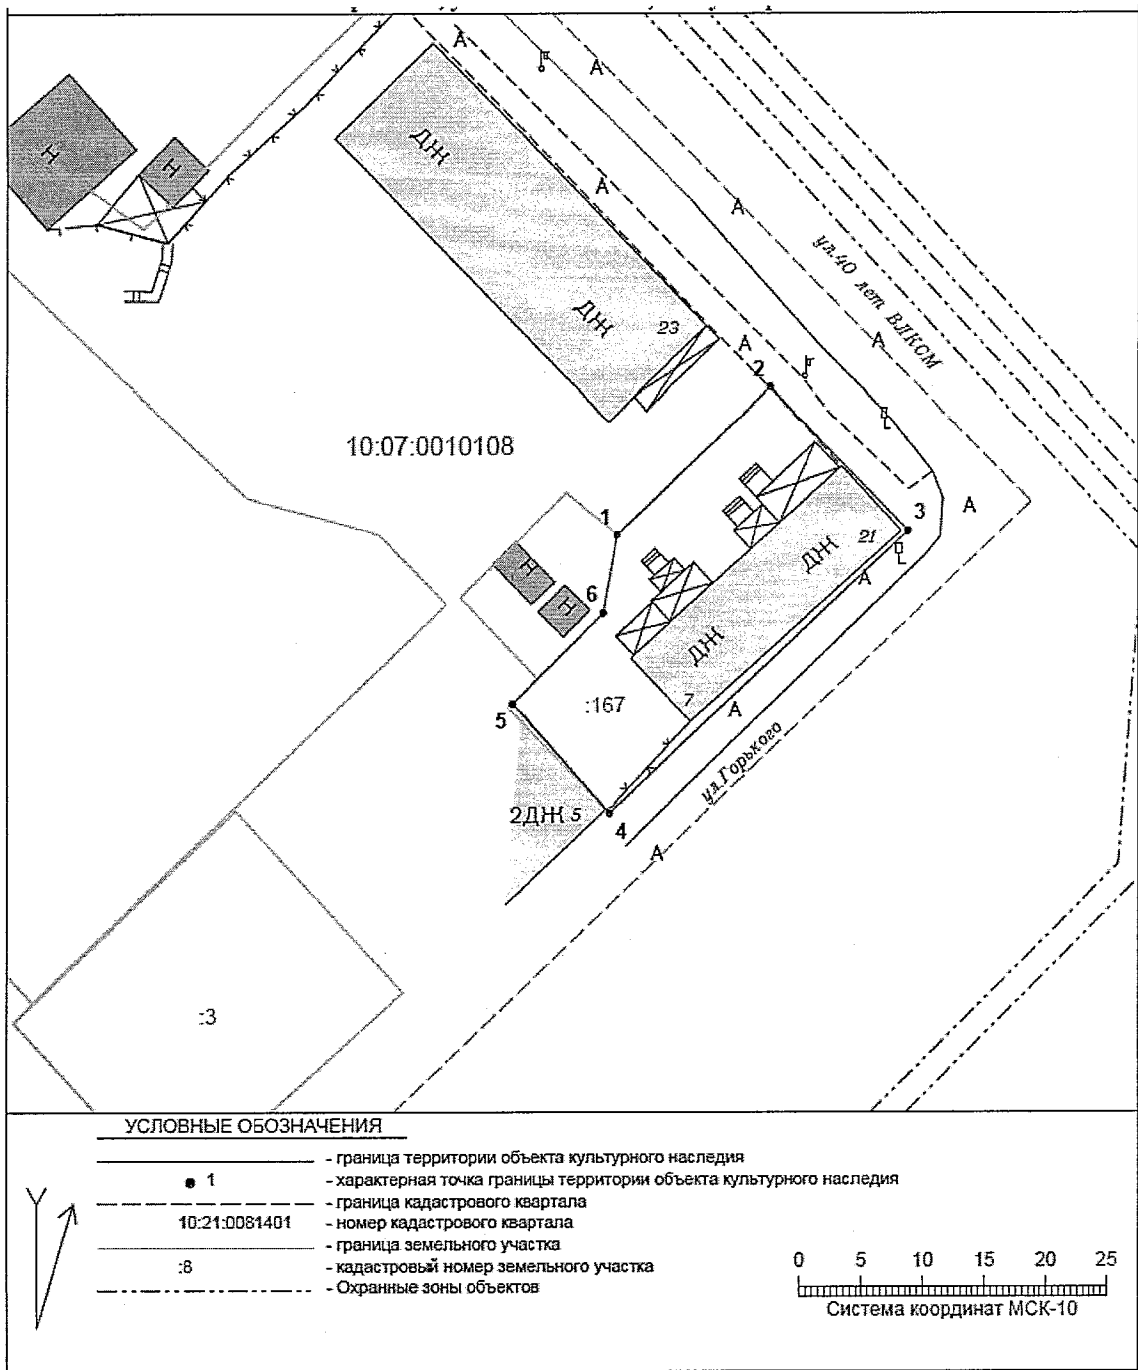 А
А
Н
ДЖ
Н
А
А
ул.40 лет ВЛКСМ
ДЖ
23
А
А
2
10:07:0010108
А
1
3
21
Н
ДЖ
А
6
Н
ДЖ
:167
5
7
А
ул.Горького
2ДЖ 5
4
А
:3
УСЛОВНЫЕ ОБОЗНАЧЕНИЯ
- граница территории объекта культурного наследия
1 - характерная точка границы территории объекта культурного наследия
- граница кадастрового квартала
10:21:0081401 - номер кадастрового квартала
- граница земельного участка
:8 - кадастровый номер земельного участка
- Охранные зоны объектов
0 5 10 15 20 25
Система координат МСК-10